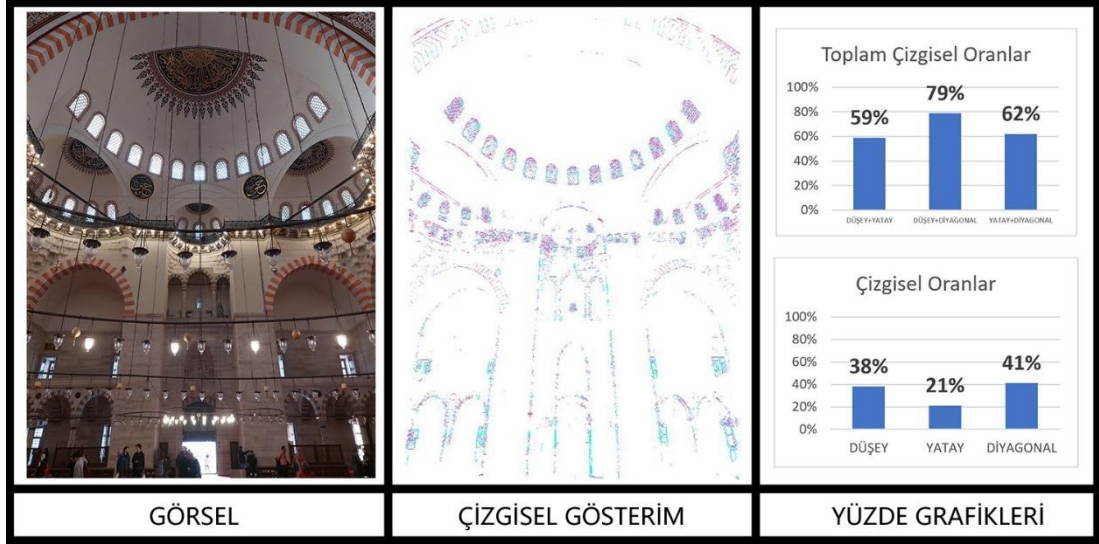 Toplam Çizgisel Oranlar
100%
80%
60%
40%
20%
0%
59%
79%
62%
DÜŞEY+YATAY
DÜŞEY+DİYAGONAL
YATAY+DİYAGONAL
Çizgisel Oranlar
100%
80%
60%
40%
20%
0%
38%
21%
41%
DÜŞEY
YATAY
DİYAGONAL
GÖRSEL
ÇİZGİSEL GÖSTERİM
YÜZDE GRAFİKLERİ